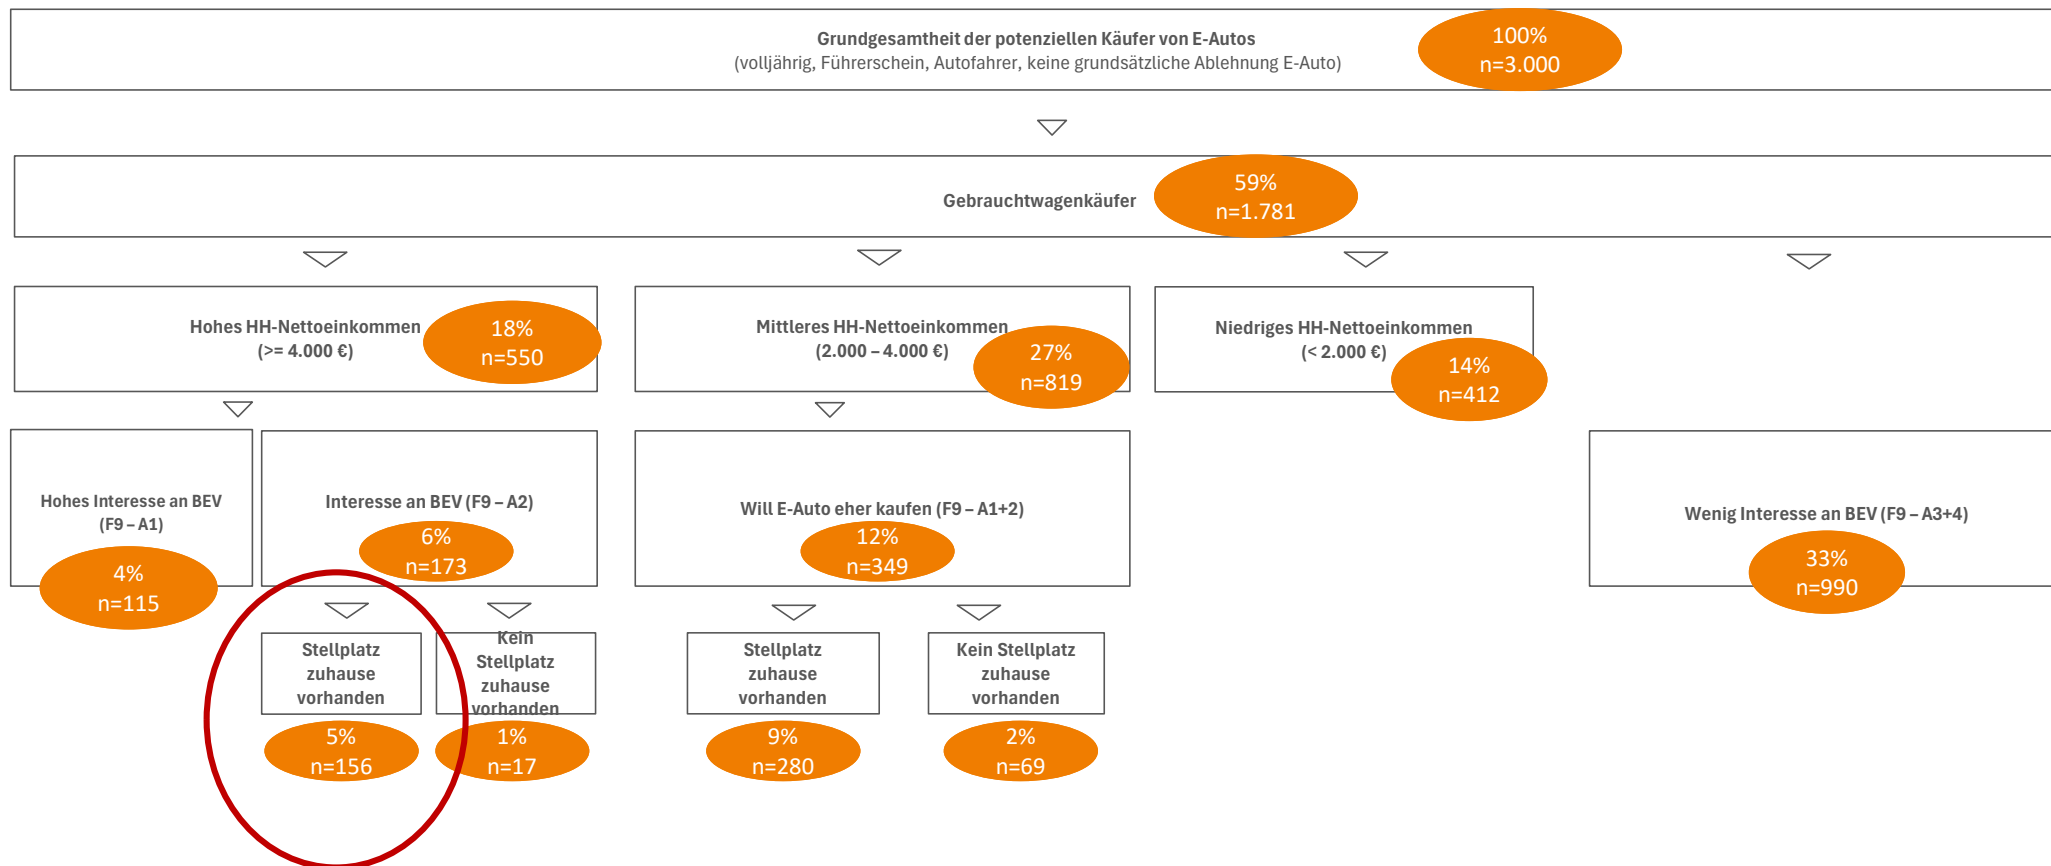 Grundgesamtheit der potenziellen Käufer von E-Autos
(volljährig, Führerschein, Autofahrer, keine grundsätzliche Ablehnung E-Auto)
100%
n=3.000
Gebrauchtwagenkäufer
59%
n=1.781
Hohes HH-Nettoeinkommen
(>= 4.000 €)
18%
n=550
Mittleres HH-Nettoeinkommen
(2.000 – 4.000 €)
27%
n=819
Niedriges HH-Nettoeinkommen
(< 2.000 €)
14%
n=412
Hohes Interesse an BEV
(F9 – A1)
4%
n=115
Interesse an BEV (F9 – A2)
6%
n=173
Will E-Auto eher kaufen (F9 – A1+2)
12%
n=349
Wenig Interesse an BEV (F9 – A3+4)
33%
n=990
Stellplatz
zuhause
vorhanden
5%
n=156
Kein
Stellplatz
zuhause
vorhanden
1%
n=17
Stellplatz
zuhause
vorhanden
9%
n=280
Kein Stellplatz
zuhause
vorhanden
2%
n=69